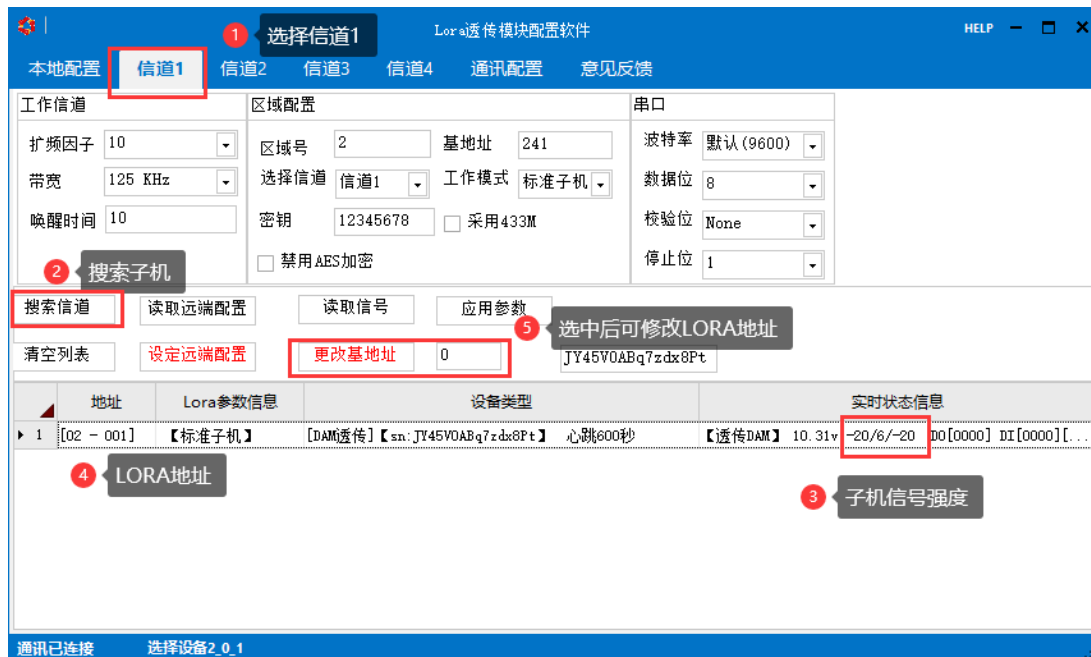 1 选择信道1 Lora透传模块配置软件 HELP
本地配置 信道1 信道2 信道3 信道4 通讯配置 意见反馈
工作信道 区域配置 串口
扩频因子 10 区域号 2 基地址 241 波特率 默认(9600)
带宽 125 KHz 选择信道 信道1 工作模式 标准子机 数据位 8
唤醒时间 10 密钥 12345678 采用433M 校验位 None
禁用AES加密 停止位 1
2 搜索子机
搜索信道 读取远端配置 读取信号 应用参数
5 选中后可修改LORA地址
清空列表 设定远端配置 更改基地址 0 JY45V0ABq7zdx8Pt
地址 Lora参数信息 设备类型 实时状态信息
1 [02 - 001] 【标准子机】 [DAM透传]【sn:JY45V0ABq7zdx8Pt】 心跳600秒 【透传DAM】 10.31v -20/6/-20 DO[0000] DI[0000][...
4 LORA地址
3 子机信号强度
通讯已连接 选择设备2_0_1